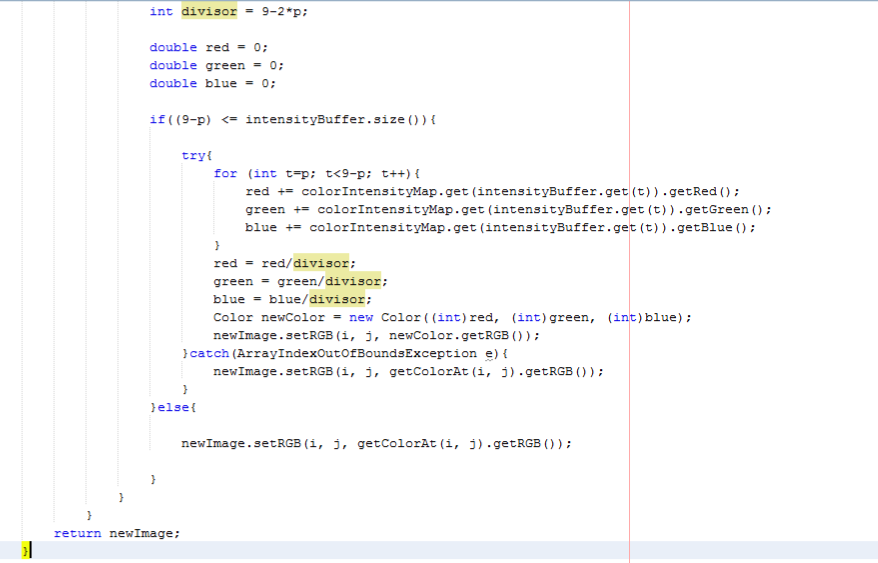 int divisor = 9-2*p;
double red = 0;
double green = 0;
double blue = 0;
if((9-p) <= intensityBuffer.size()){
try{
for (int t=p; t<9-p; t++){
red += colorIntensityMap.get(intensityBuffer.get(t)).getRed();
green += colorIntensityMap.get(intensityBuffer.get(t)).getGreen();
blue += colorIntensityMap.get(intensityBuffer.get(t)).getBlue();
}
red = red/divisor;
green = green/divisor;
blue = blue/divisor;
Color newColor = new Color((int)red, (int)green, (int)blue);
newImage.setRGB(i, j, newColor.getRGB());
}catch(ArrayIndexOutOfBoundsException e){
newImage.setRGB(i, j, getColorAt(i, j).getRGB());
}
}else{
newImage.setRGB(i, j, getColorAt(i, j).getRGB());
}
}
}
return newImage;
}